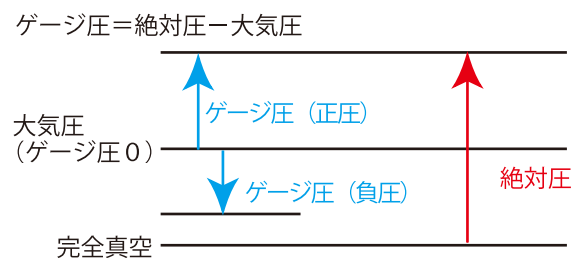 ゲージ圧＝絶対圧－大気圧
ゲージ圧（正圧）
大気圧
（ゲージ圧０）
ゲージ圧（負圧）
絶対圧
完全真空